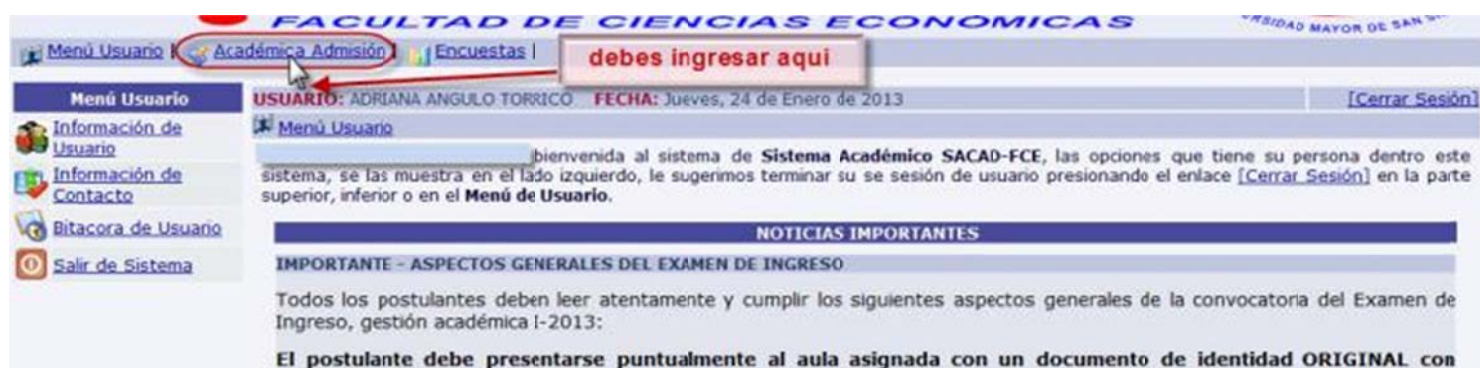 FACULTAD DE CIENCIAS ECONOMICAS
MAYOR DE SAN
Menú Usuario | Académica Admisión | Encuestas |
debes ingresar aqui
Menú Usuario
Información de
Usuario
Información de
Contacto
Bitacora de Usuario
Salir de Sistema
USUARIO: ADRIANA ANGULO TORRICO FECHA: Jueves, 24 de Enero de 2013
[Cerrar Sesión]
Menú Usuario
bienvenida al sistema de Sistema Académico SACAD-FCE, las opciones que tiene su persona dentro este
sistema, se las muestra en el lado izquierdo, le sugerimos terminar su se sesión de usuario presionando el enlace [Cerrar Sesión] en la parte
superior, inferior o en el Menú de Usuario.
NOTICIAS IMPORTANTES
IMPORTANTE - ASPECTOS GENERALES DEL EXAMEN DE INGRESO
Todos los postulantes deben leer atentamente y cumplir los siguientes aspectos generales de la convocatoria del Examen de
Ingreso, gestión académica I-2013:
El postulante debe presentarse puntualmente al aula asignada con un documento de identidad ORIGINAL con